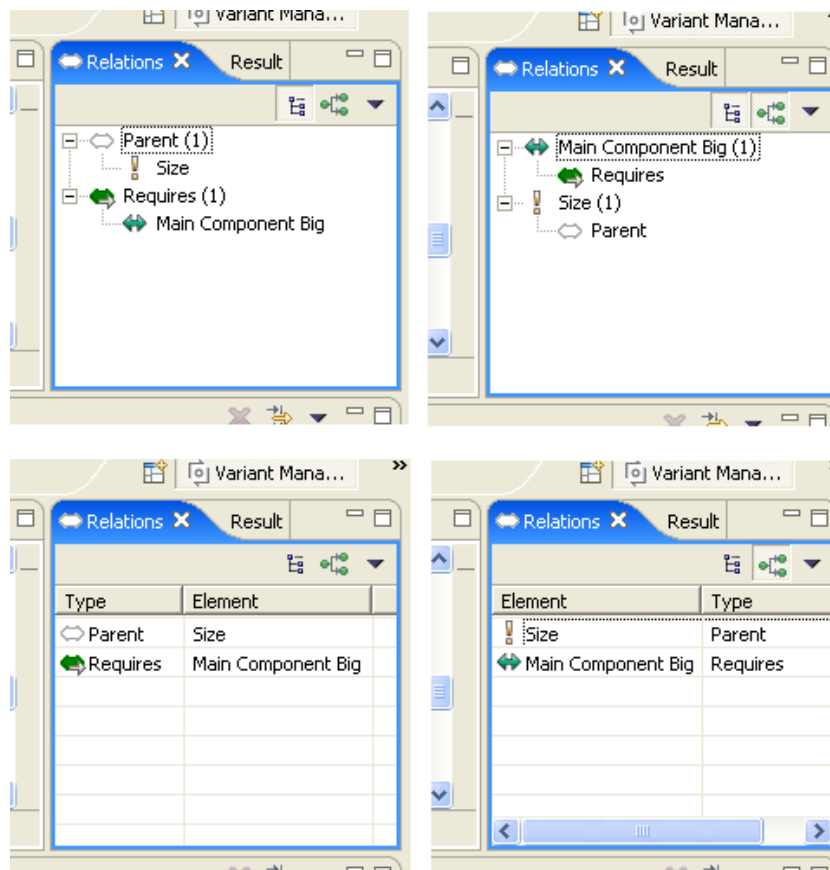 Variant Mana...
Relations Result
Parent (1)
Size
Requires (1)
Main Component Big
Variant Mana...
Relations Result
Main Component Big (1)
Requires
Size (1)
Parent
Variant Mana... »
Relations Result
Type Element
Parent Size
Requires Main Component Big
Variant Mana...
Relations Result
Element Type
Size Parent
Main Component Big Requires